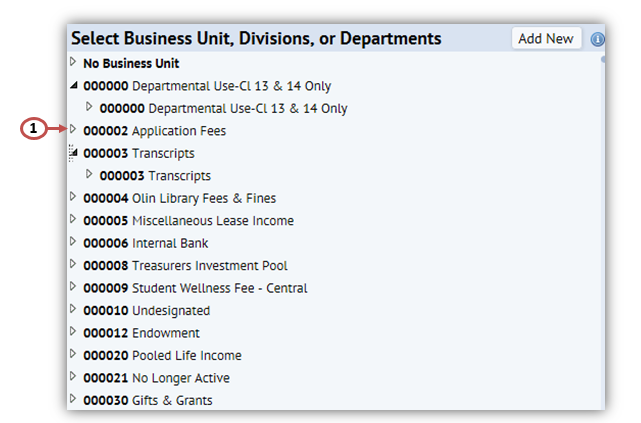 Select Business Unit, Divisions, or Departments Add New i
No Business Unit
000000 Departmental Use-Cl 13 & 14 Only
000000 Departmental Use-Cl 13 & 14 Only
1 000002 Application Fees
000003 Transcripts
000003 Transcripts
000004 Olin Library Fees & Fines
000005 Miscellaneous Lease Income
000006 Internal Bank
000008 Treasurers Investment Pool
000009 Student Wellness Fee - Central
000010 Undesignated
000012 Endowment
000020 Pooled Life Income
000021 No Longer Active
000030 Gifts & Grants